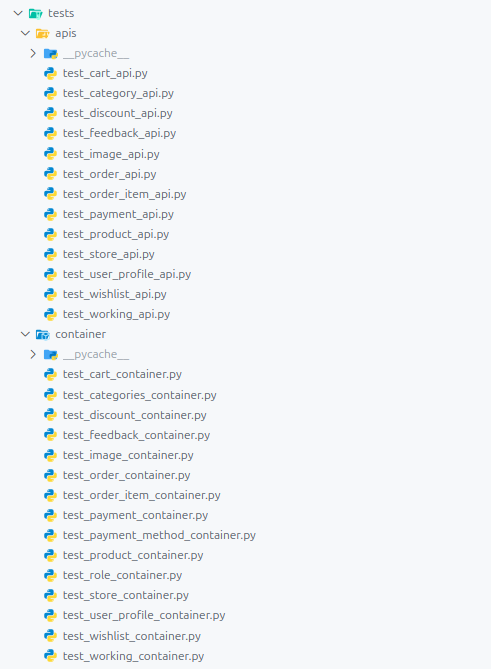 tests
apis
__pycache__
test_cart_api.py
test_category_api.py
test_discount_api.py
test_feedback_api.py
test_image_api.py
test_order_api.py
test_order_item_api.py
test_payment_api.py
test_product_api.py
test_store_api.py
test_user_profile_api.py
test_wishlist_api.py
test_working_api.py
container
__pycache__
test_cart_container.py
test_categories_container.py
test_discount_container.py
test_feedback_container.py
test_image_container.py
test_order_container.py
test_order_item_container.py
test_payment_container.py
test_payment_method_container.py
test_product_container.py
test_role_container.py
test_store_container.py
test_user_profile_container.py
test_wishlist_container.py
test_working_container.py